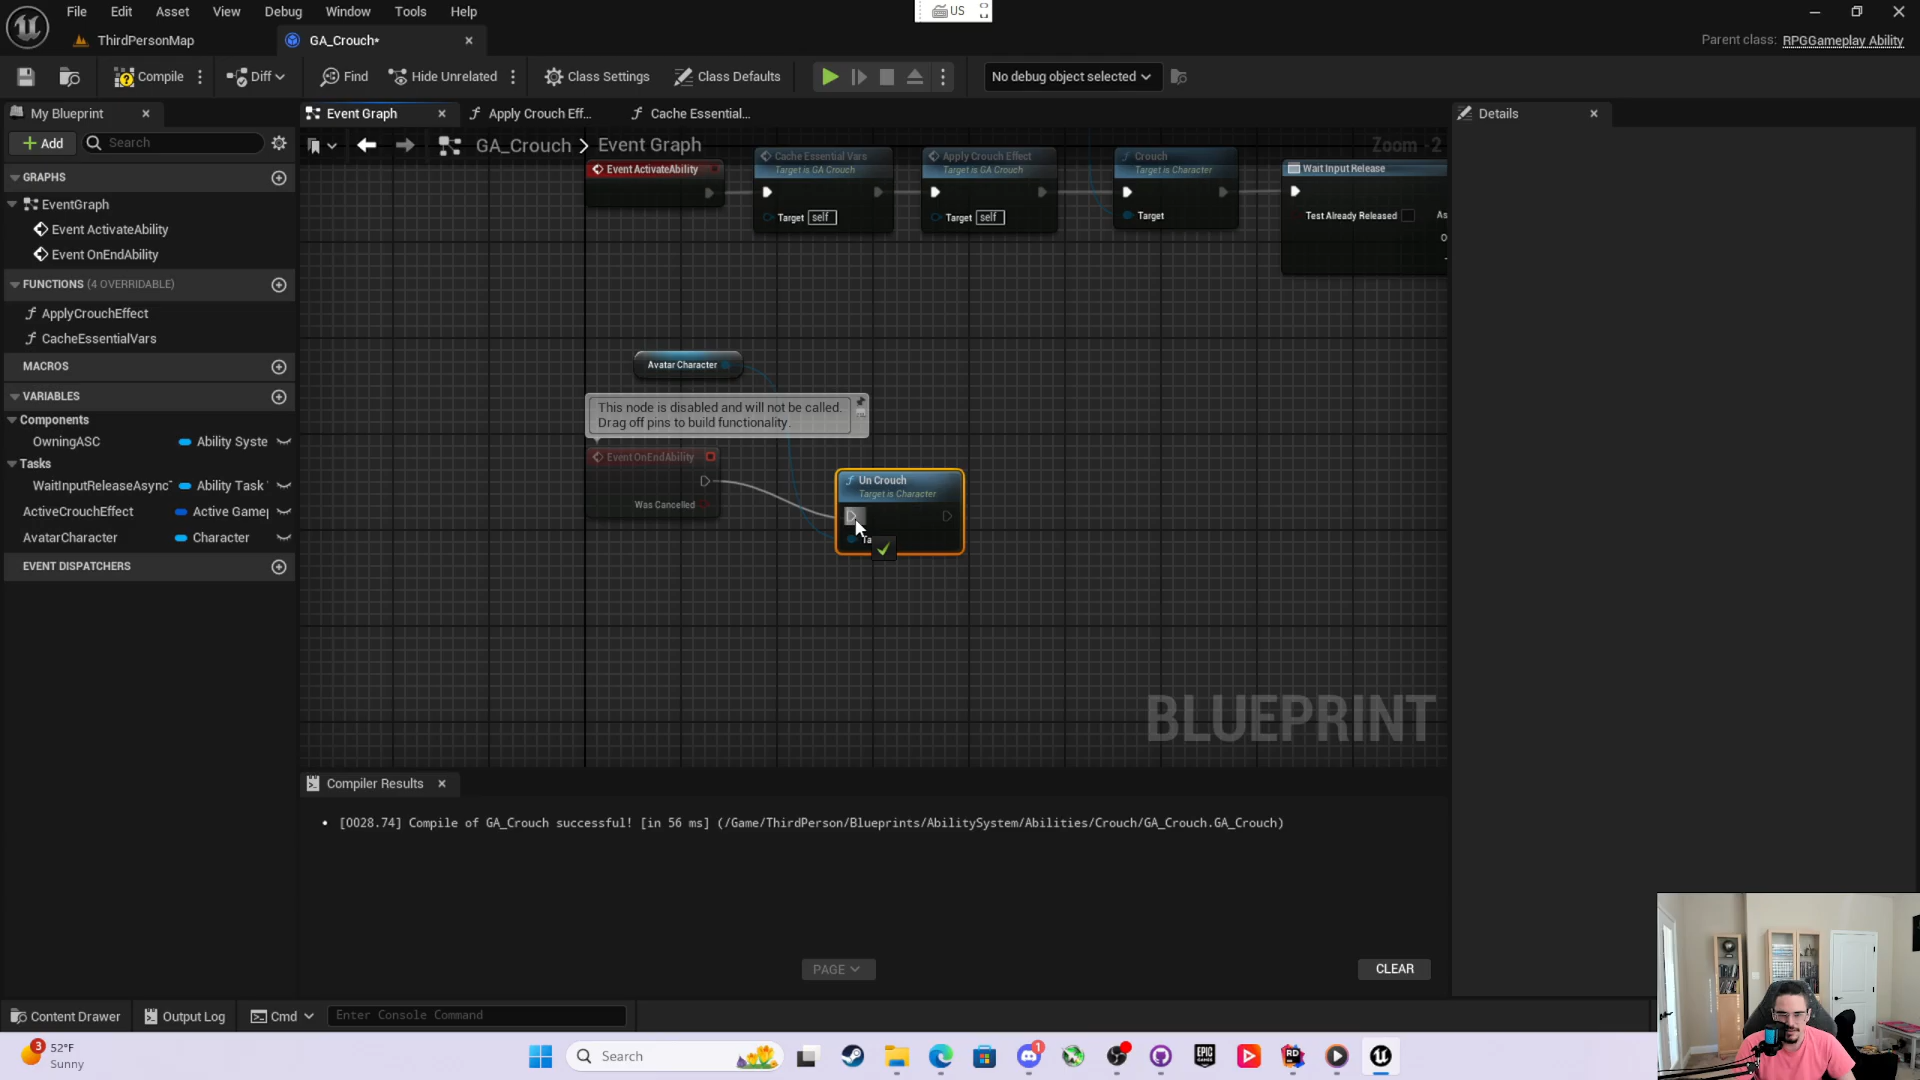 File Edit Asset View Debug Window Tools Help
US
ThirdPersonMap
GA_Crouch*
Parent class: RPGGameplay Ability
Compile
Diff
Find
Hide Unrelated
Class Settings
Class Defaults
No debug object selected
My Blueprint
Event Graph
Apply Crouch Eff...
Cache Essential...
Details
Add
Search
GA_Crouch > Event Graph
Zoom -2
GRAPHS
EventGraph
Event ActivateAbility
Event OnEndAbility
FUNCTIONS (4 OVERRIDABLE)
ApplyCrouchEffect
CacheEssentialVars
MACROS
VARIABLES
Components
OwningASC
Ability Syste
Tasks
WaitInputReleaseAsync
Ability Task
ActiveCrouchEffect
Active Gamep
AvatarCharacter
Character
EVENT DISPATCHERS
Event ActivateAbility
Cache Essential Vars
Target is GA Crouch
Target self
Apply Crouch Effect
Target is GA Crouch
Target self
Crouch
Target is Character
Target
Wait Input Release
Test Already Released
As
O
Avatar Character
This node is disabled and will not be called.
Drag off pins to build functionality.
Event OnEndAbility
Was Cancelled
Un Crouch
Target is Character
Ta
BLUEPRINT
Compiler Results
• [0028.74] Compile of GA_Crouch successful! [in 56 ms] (/Game/ThirdPerson/Blueprints/AbilitySystem/Abilities/Crouch/GA_Crouch.GA_Crouch)
PAGE
CLEAR
Content Drawer
Output Log
Cmd
Enter Console Command
3
52°F
Sunny
Search
1
EPIC
GAMES
RD